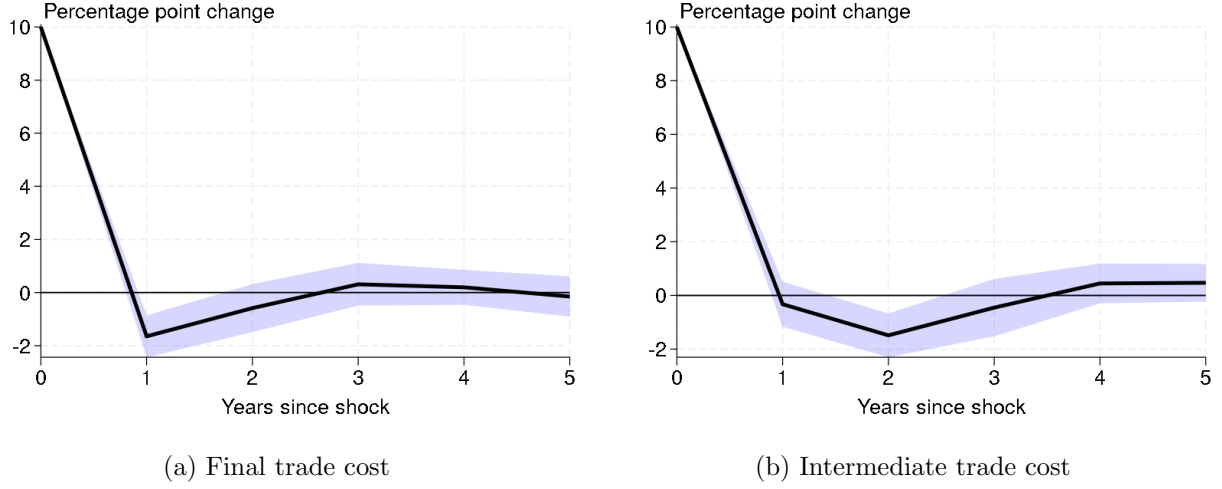 Percentage point change
10
8
6
4
2
0
-2
0 1 2 3 4 5
Years since shock
(a) Final trade cost
Percentage point change
10
8
6
4
2
0
-2
0 1 2 3 4 5
Years since shock
(b) Intermediate trade cost